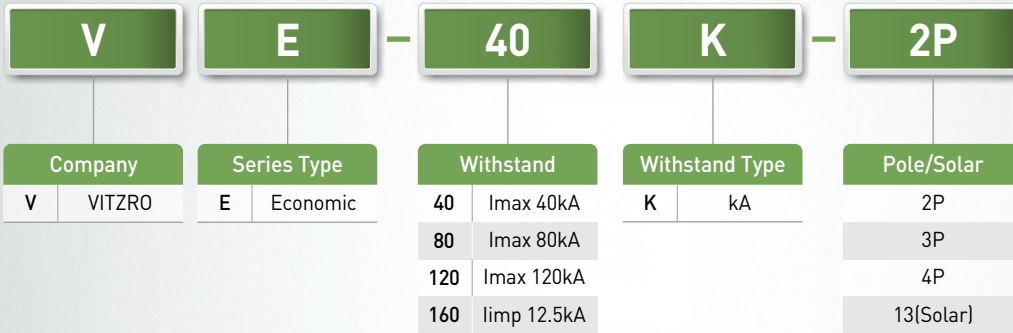 V E – 40 K – 2P
Company Series Type Withstand Withstand Type Pole/Solar
V VITZRO E Economic 40 Imax 40kA K kA 2P
80 Imax 80kA 3P
120 Imax 120kA 4P
160 Iimp 12.5kA 13(Solar)